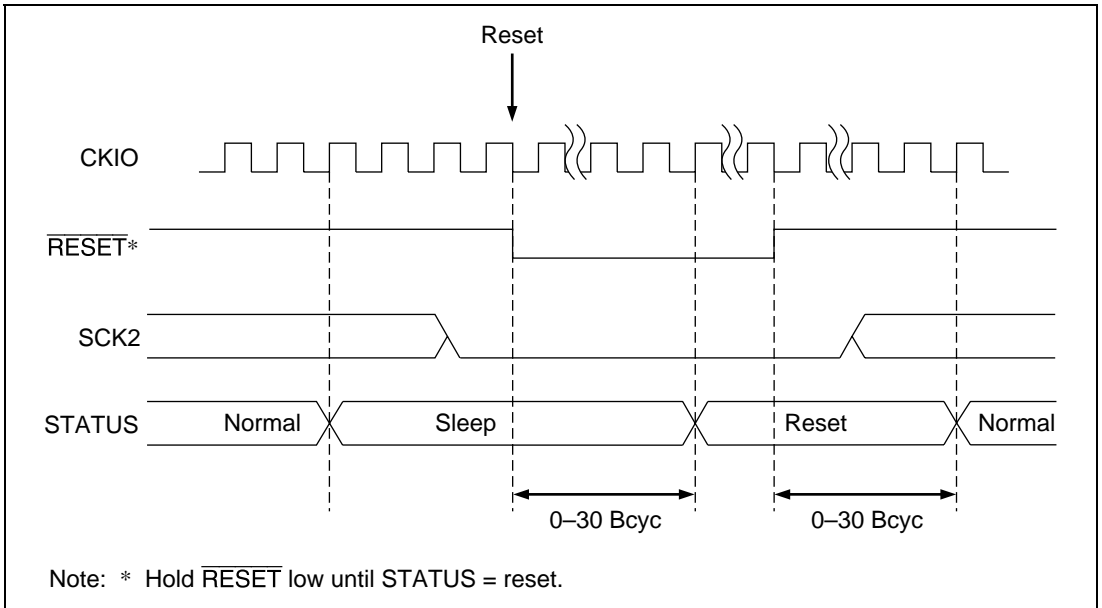 Reset
CKIO
RESET*
SCK2
STATUS
Normal
Sleep
Reset
Normal
0–30 Bcyc
0–30 Bcyc
Note: * Hold RESET low until STATUS = reset.